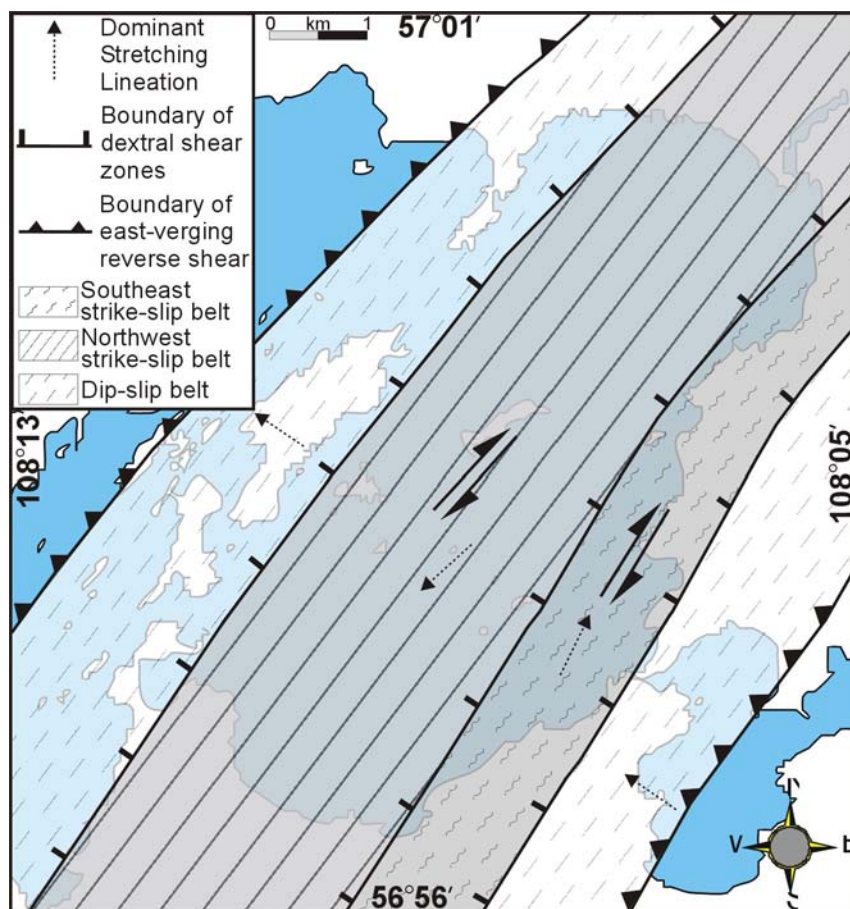 Dominant
Stretching
Lineation
Boundary of
dextral shear
zones
Boundary of
east-verging
reverse shear
Southeast
strike-slip belt
Northwest
strike-slip belt
Dip-slip belt
0 km 1
57°01′
108°13′
108°05′
56°56′
S